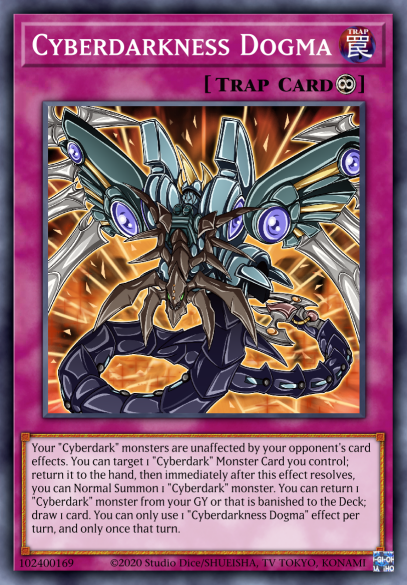 Cyberdarkness Dogma
TRAP
罠
[Trap Card]
Your "Cyberdark" monsters are unaffected by your opponent's card
effects. You can target 1 "Cyberdark" Monster Card you control;
return it to the hand, then immediately after this effect resolves,
you can Normal Summon 1 "Cyberdark" monster. You can return 1
"Cyberdark" monster from your GY or that is banished to the Deck;
draw 1 card. You can only use 1 "Cyberdarkness Dogma" effect per
turn, and only once that turn.
102400169 ©2020 Studio Dice/SHUEISHA, TV TOKYO, KONAMI